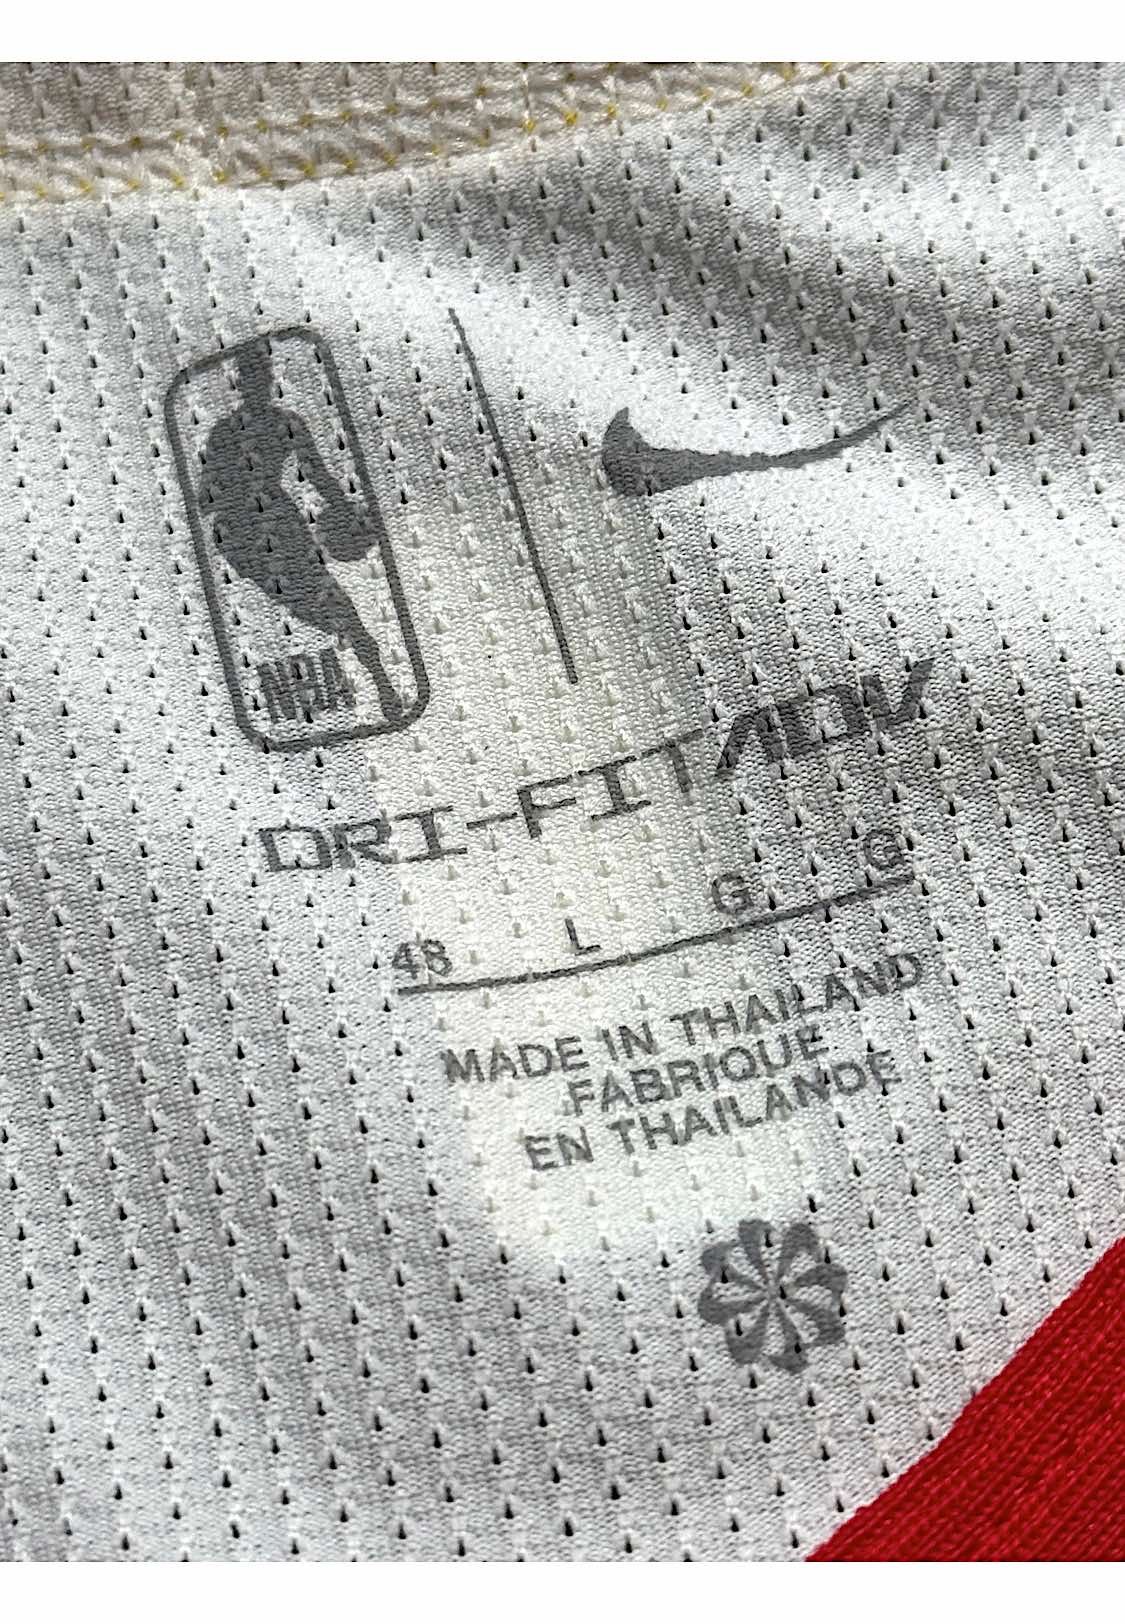 NBA
DRI-FIT ADV
48 L G G
MADE IN THAILAND
FABRIQUE
EN THAILANDE